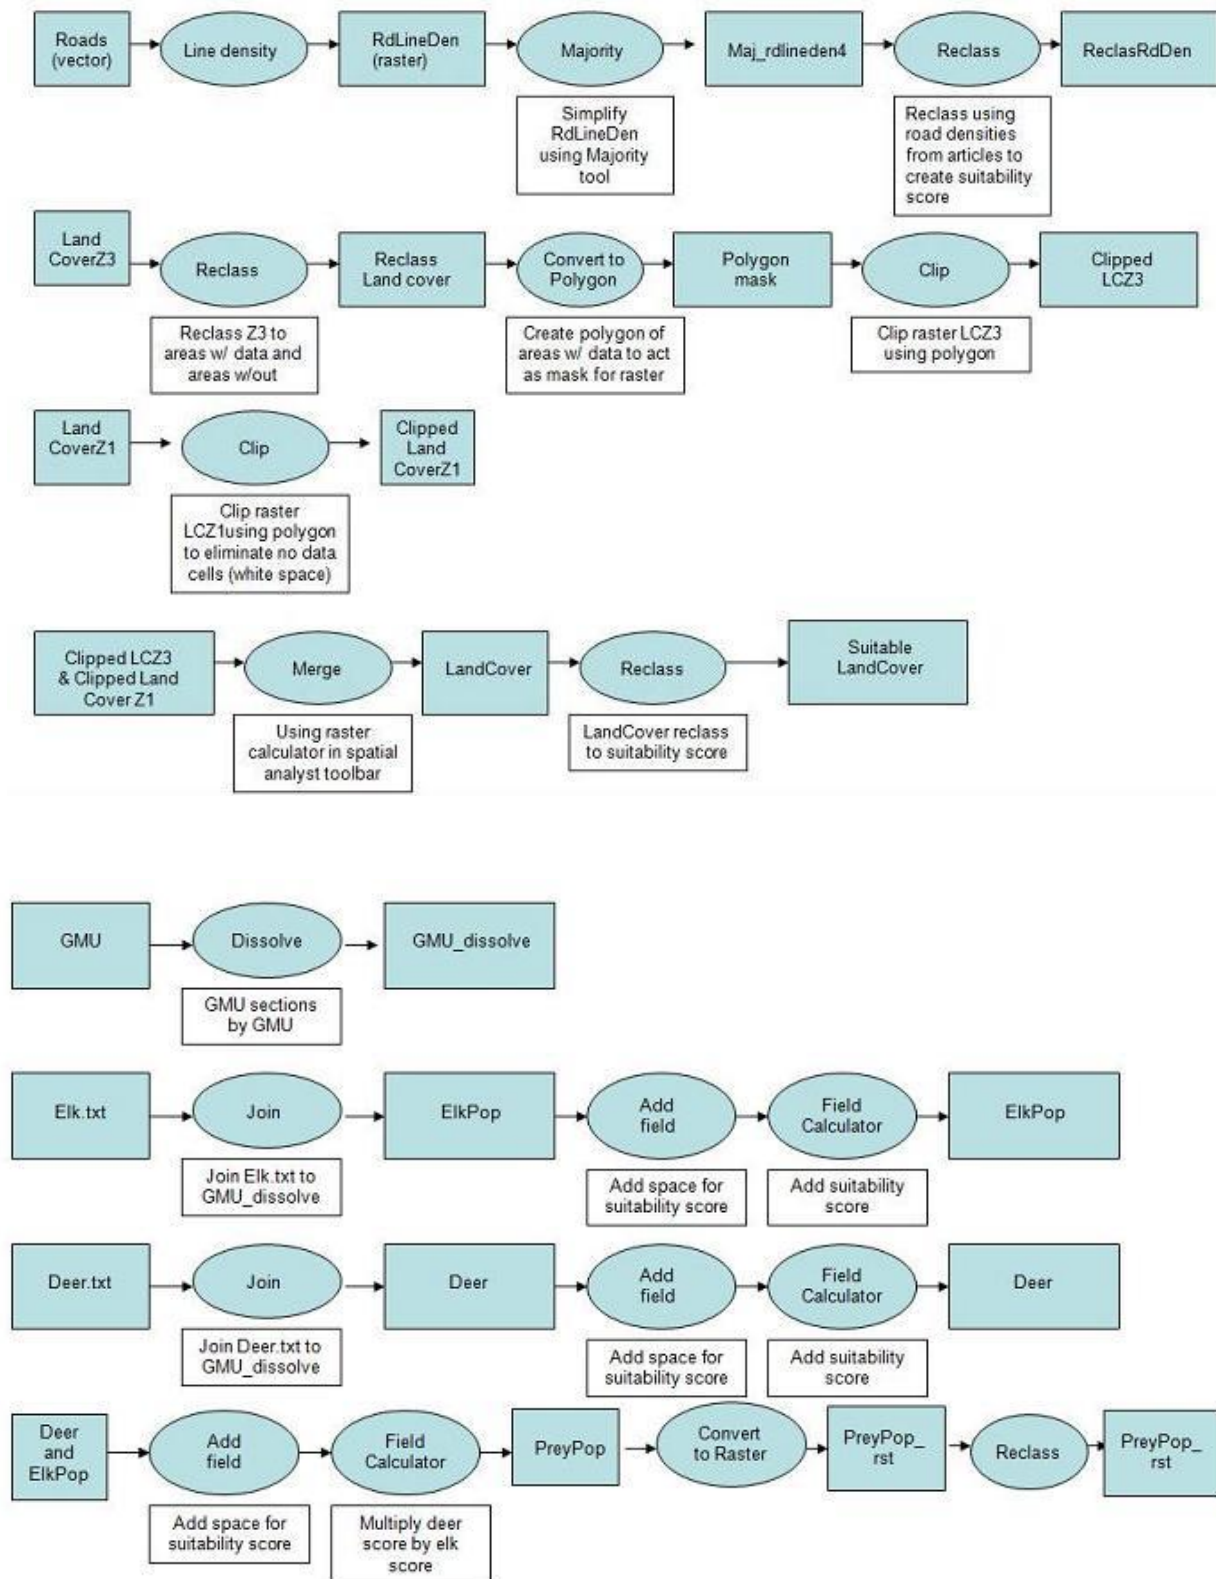 Roads
(vector)
Line density
RdLineDen
(raster)
Majority
Maj_rdlineden4
Reclass
ReclasRdDen
Simplify
RdLineDen
using Majority
tool
Reclass using
road densities
from articles to
create suitability
score
Land
CoverZ3
Reclass
Reclass
Land cover
Convert to
Polygon
Polygon
mask
Clip
Clipped
LCZ3
Reclass Z3 to
areas w/ data and
areas w/out
Create polygon of
areas w/ data to act
as mask for raster
Clip raster LCZ3
using polygon
Land
CoverZ1
Clip
Clipped
Land
CoverZ1
Clip raster
LCZ1using polygon
to eliminate no data
cells (white space)
Clipped LCZ3
& Clipped Land
Cover Z1
Merge
LandCover
Reclass
Suitable
LandCover
Using raster
calculator in spatial
analyst toolbar
LandCover reclass
to suitability score
GMU
Dissolve
GMU_dissolve
GMU sections
by GMU
Elk.txt
Join
ElkPop
Add
field
Field
Calculator
ElkPop
Join Elk.txt to
GMU_dissolve
Add space for
suitability score
Add suitability
score
Deer.txt
Join
Deer
Add
field
Field
Calculator
Deer
Join Deer.txt to
GMU_dissolve
Add space for
suitability score
Add suitability
score
Deer
and
ElkPop
Add
field
Field
Calculator
PreyPop
Convert
to Raster
PreyPop_
rst
Reclass
PreyPop_
rst
Add space for
suitability score
Multiply deer
score by elk
score